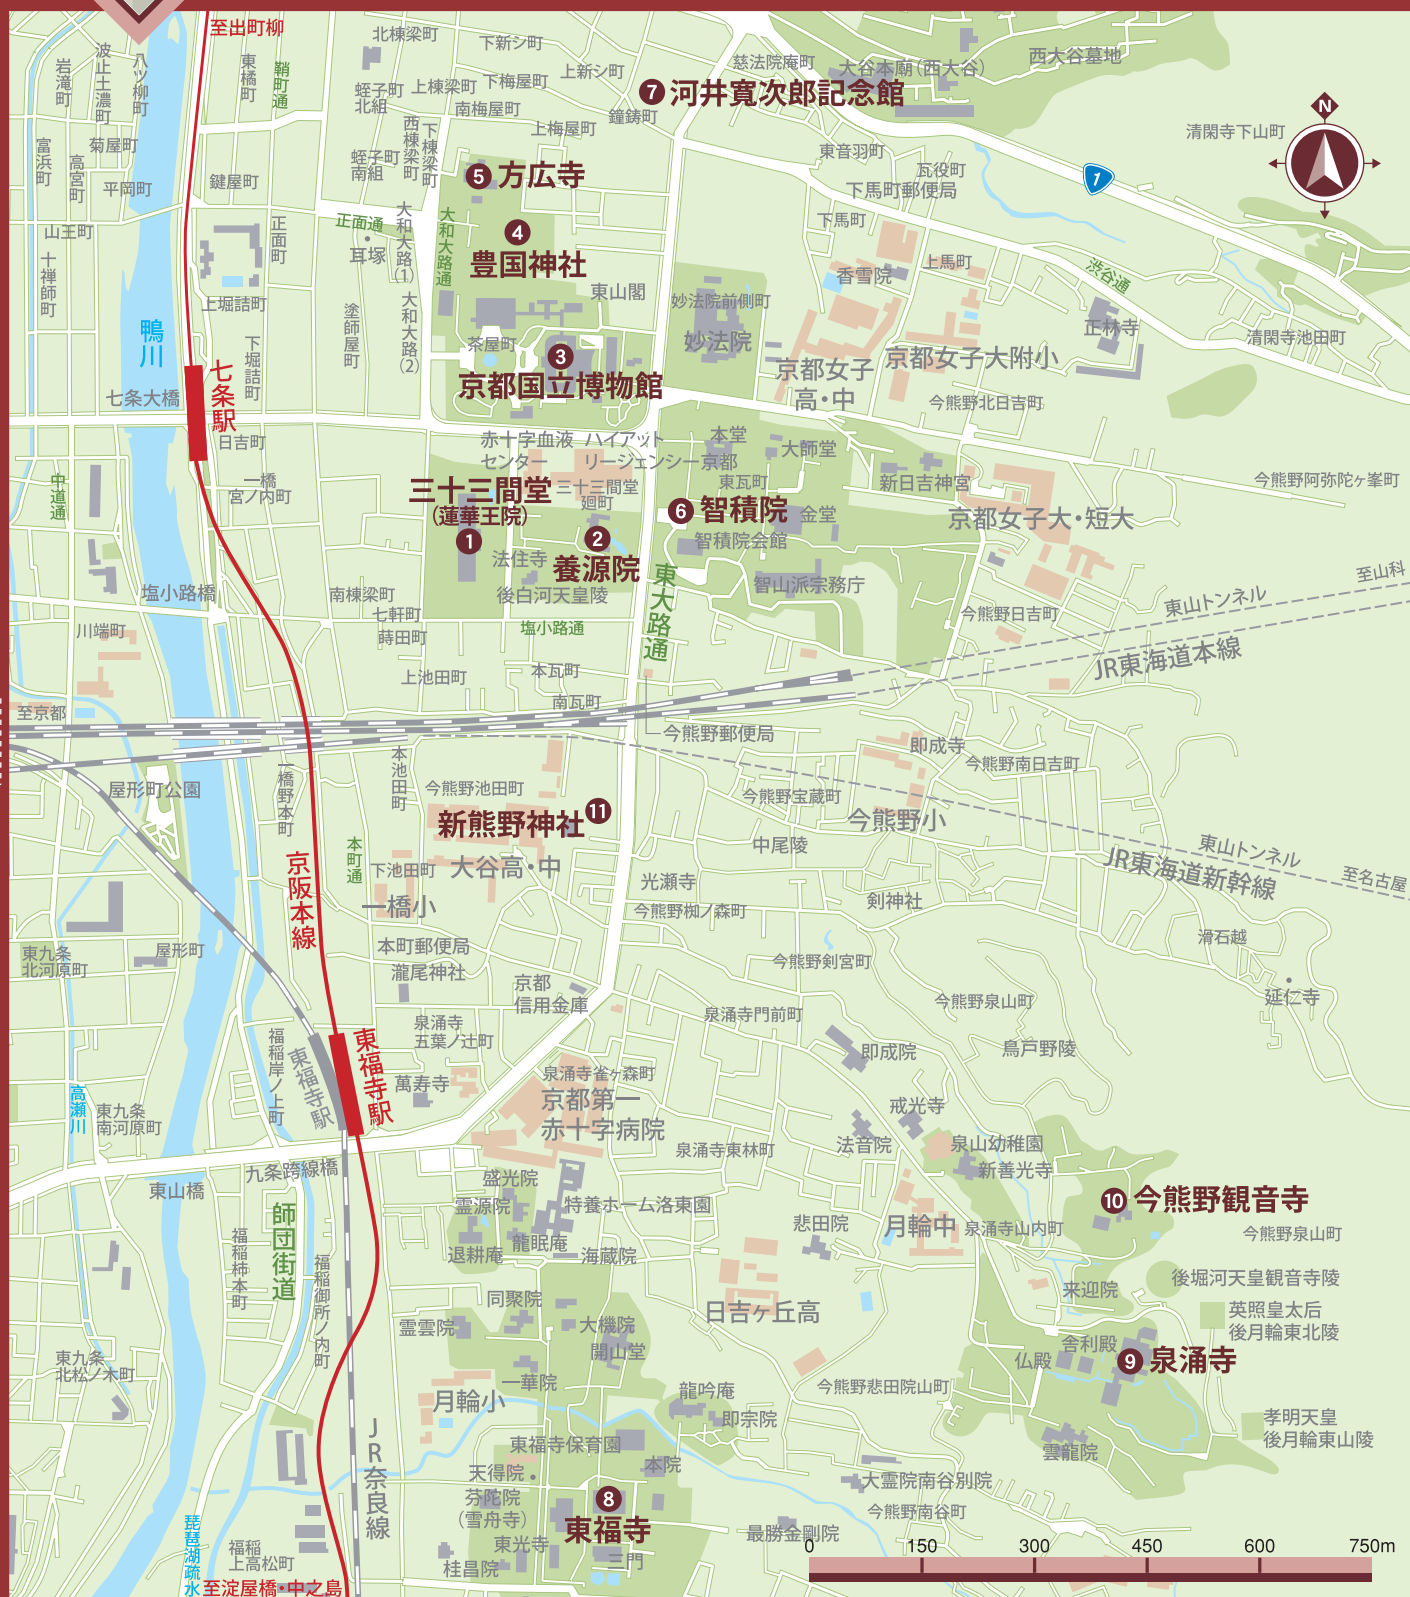 至出町柳
北棟梁町
下新シ町
波止土濃町
八ツ柳町
岩滝町
東橘町
鞘町通
蛭子町
北組
上棟梁町
下梅屋町
上新シ町
慈法院庵町
大谷本廟(西大谷)
西大谷墓地
❼ 河井寛次郎記念館
南梅屋町
鐘鋳町
上梅屋町
西棟梁町
下棟梁町
N
清閑寺下山町
富浜町
菊屋町
高宮町
平岡町
鍵屋町
蛭子町
南組
❺ 方広寺
東音羽町
瓦役町
下馬町郵便局
1
山王町
十禅師町
正面町
正面通
耳塚
大和大路(1)
大和大路通
❹
豊国神社
下馬町
香雪院
上馬町
渋谷通
上堀詰町
塗師屋町
大和大路(2)
東山閣
妙法院前側町
妙法院
正林寺
清閑寺池田町
鴨川
下堀詰町
茶屋町
❸
京都国立博物館
京都女子
高・中
京都女子大附小
今熊野北日吉町
七条駅
七条大橋
日吉町
赤十字血液
センター
ハイアット
リージェンシー京都
本堂
大師堂
中道通
一橋
宮ノ内町
三十三間堂
(蓮華王院)
❶
三十三間堂
廻町
東瓦町
❻ 智積院
金堂
新日吉神宮
今熊野阿弥陀ヶ峯町
京都女子大・短大
❷
養源院
法住寺
後白河天皇陵
智積院会館
智山派宗務庁
東大路通
塩小路橋
南棟梁町
七軒町
蒔田町
塩小路通
今熊野日吉町
東山トンネル
至山科
JR東海道本線
川端町
上池田町
本瓦町
南瓦町
至京都
今熊野郵便局
屋形町公園
一橋野本町
本池田町
今熊野池田町
新熊野神社 ⓫
即成寺
今熊野南日吉町
今熊野宝蔵町
今熊野小
中尾陵
東山トンネル
JR東海道新幹線
至名古屋
京阪本線
本町通
下池田町
大谷高・中
一橋小
光瀬寺
今熊野椥ノ森町
剣神社
滑石越
延仁寺
東九条
北河原町
屋形町
本町郵便局
瀧尾神社
京都
信用金庫
今熊野剣宮町
今熊野泉山町
泉涌寺
五葉ノ辻町
泉涌寺門前町
即成院
鳥戸野陵
福稲岸ノ上町
東福寺駅
東福寺駅
萬寿寺
泉涌寺雀ヶ森町
京都第一
赤十字病院
高瀬川
東九条
南河原町
戒光寺
法音院
泉山幼稚園
新善光寺
泉涌寺東林町
九条跨線橋
東山橋
盛光院
霊源院
特養ホーム洛東園
❿ 今熊野観音寺
今熊野泉山町
師団街道
福稲柿本町
福稲御所ノ内町
退耕庵
龍眠庵
海蔵院
悲田院
月輪中
泉涌寺山内町
来迎院
後堀河天皇観音寺陵
英照皇太后
後月輪東北陵
同聚院
霊雲院
大機院
開山堂
日吉ヶ丘高
舎利殿
仏殿
❾ 泉涌寺
東九条
北松ノ木町
一華院
月輪小
龍吟庵
即宗院
今熊野悲田院山町
孝明天皇
後月輪東山陵
雲龍院
JR奈良線
東福寺保育園
天得院
本院
芬陀院
(雪舟寺)
❽
東福寺
東光寺
三門
桂昌院
最勝金剛院
大霊院南谷別院
今熊野南谷町
琵琶湖疏水
福稲
上高松町
至淀屋橋・中之島
0 150 300 450 600 750m